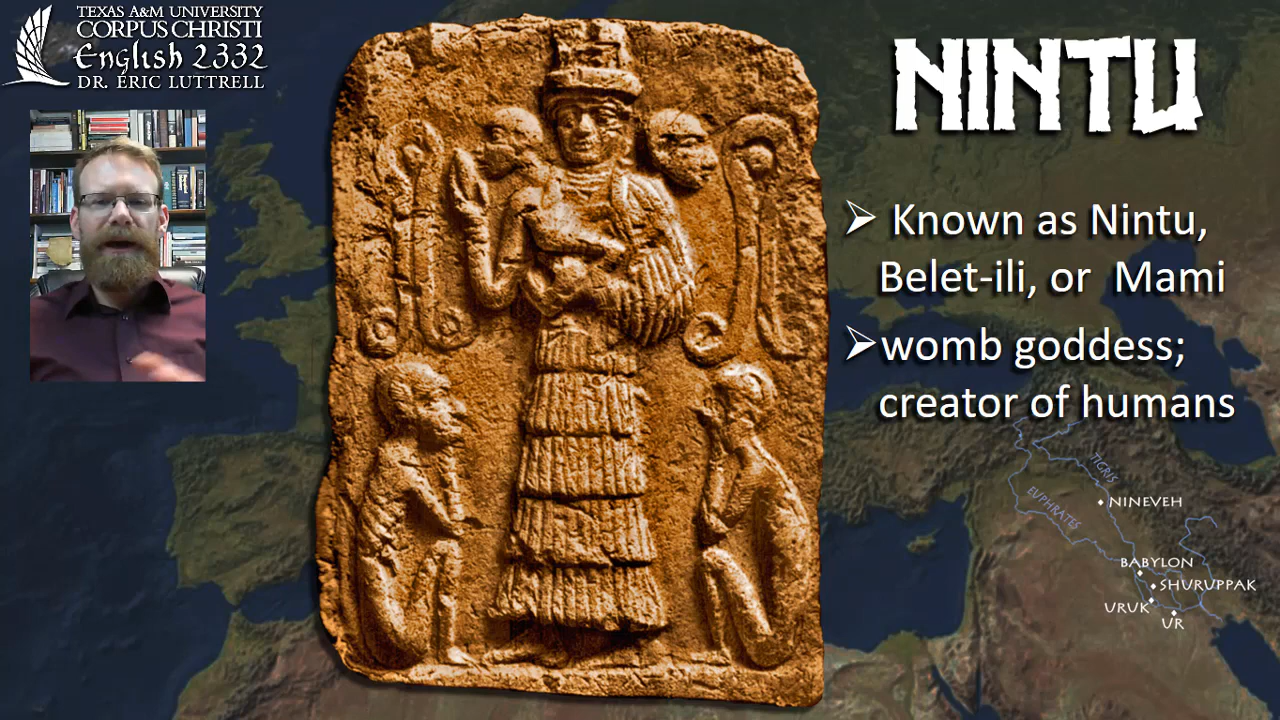 TEXAS A&M UNIVERSITY
CORPUS CHRISTI
English 2332
DR. ERIC LUTTRELL
NINTU
➢ Known as Nintu,
Belet-ili, or Mami
➢ womb goddess;
creator of humans
TIGRIS
EUPHRATES
NINEVEH
BABYLON
SHURUPPAK
URUK
UR